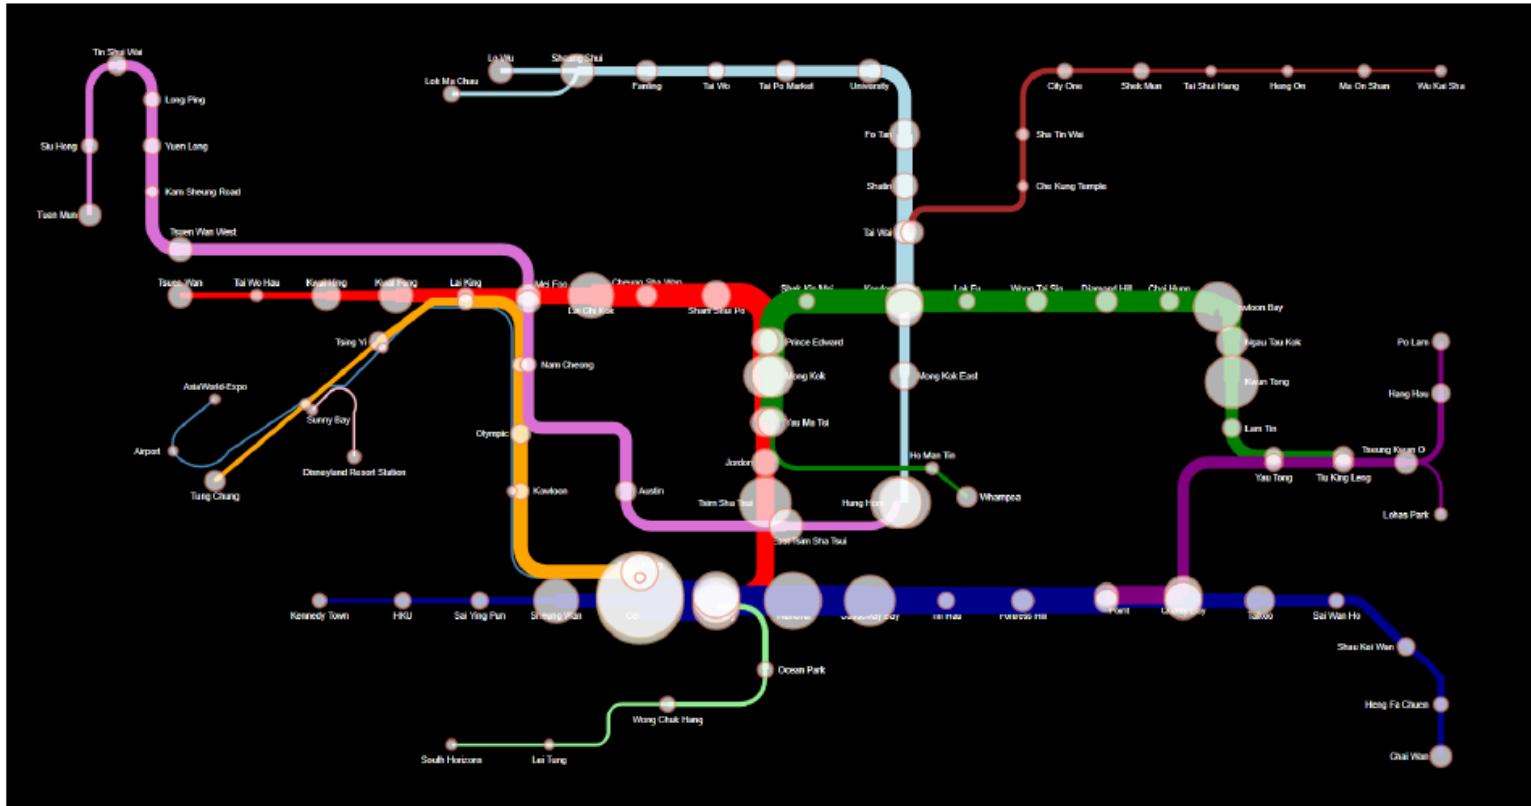 Tin Shui Wai
Lo Wu
Sheung Shui
Lok Ma Chau
Fanling
Tai Wo
Tai Po Market
University
City One
Shek Mun
Tai Shui Hang
Heng On
Ma On Shan
Wu Kai Sha
Long Ping
Fo Tan
Sha Tin Wai
Siu Hong
Yuen Long
Kam Sheung Road
Shatin
Che Kung Temple
Tuen Mun
Tsuen Wan West
Tai Wai
Tsuen Wan
Tai Wo Hau
Kwai Hing
Kwai Fong
Lai King
Mei Foo
Cheung Sha Wan
Lai Chi Kok
Sham Shui Po
Shek Kip Mei
Lok Fu
Wong Tai Sin
Diamond Hill
Choi Hung
Tsing Yi
Prince Edward
Ngau Tau Kok
Po Lam
Nam Cheong
Mong Kok
Mong Kok East
Kwun Tong
AsiaWorld-Expo
Sunny Bay
Hang Hau
Yau Ma Tei
Lam Tin
Olympic
Airport
Disneyland Resort Station
Jordon
Ho Man Tin
Tseung Kwan O
Yau Tong
Tiu King Leng
Tung Chung
Kowloon
Austin
Tsim Sha Tsui
Hung Hom
Whampoa
Lohas Park
East Tsim Sha Tsui
Kennedy Town
HKU
Sai Ying Pun
Sheung Wan
Tin Hau
Fortress Hill
Point
Quarry Bay
Taikoo
Sai Wan Ho
Shau Kei Wan
Ocean Park
Heng Fa Chuen
Wong Chuk Hang
South Horizons
Lei Tung
Chai Wan